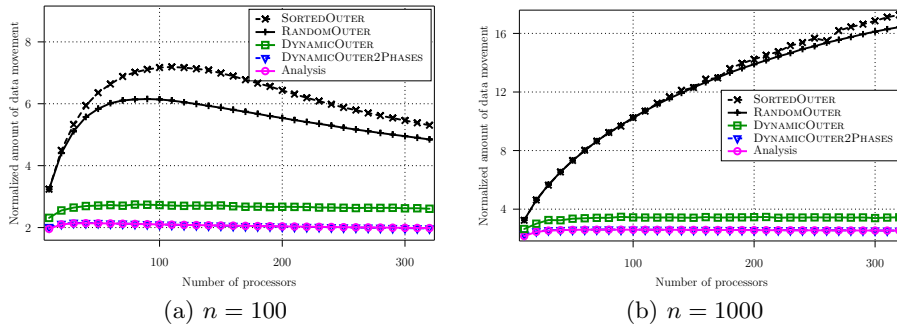 Normalized amount of data movement
8
6
4
2
100
200
300
Number of processors
SORTEDOUTER
RANDOMOUTER
DYNAMICOUTER
DYNAMICOUTER2PHASES
Analysis
(a) n = 100
Normalized amount of data movement
16
12
8
4
100
200
300
Number of processors
SORTEDOUTER
RANDOMOUTER
DYNAMICOUTER
DYNAMICOUTER2PHASES
Analysis
(b) n = 1000